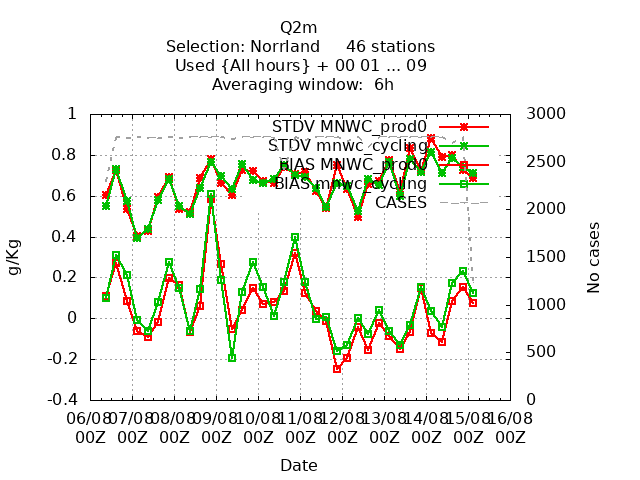 Q2m
Selection: Norrland     46 stations
Used {All hours} + 00 01 ... 09
Averaging window:  6h
1
0.8
0.6
0.4
0.2
0
-0.2
-0.4
g/Kg
3000
2500
2000
1500
1000
500
0
No cases
STDV MNWC_prod0
STDV mnwc_cycling
BIAS MNWC_prod0
BIAS mnwc_cycling
CASES
06/08 07/08 08/08 09/08 10/08 11/08 12/08 13/08 14/08 15/08 16/08
00Z 00Z 00Z 00Z 00Z 00Z 00Z 00Z 00Z 00Z 00Z
Date